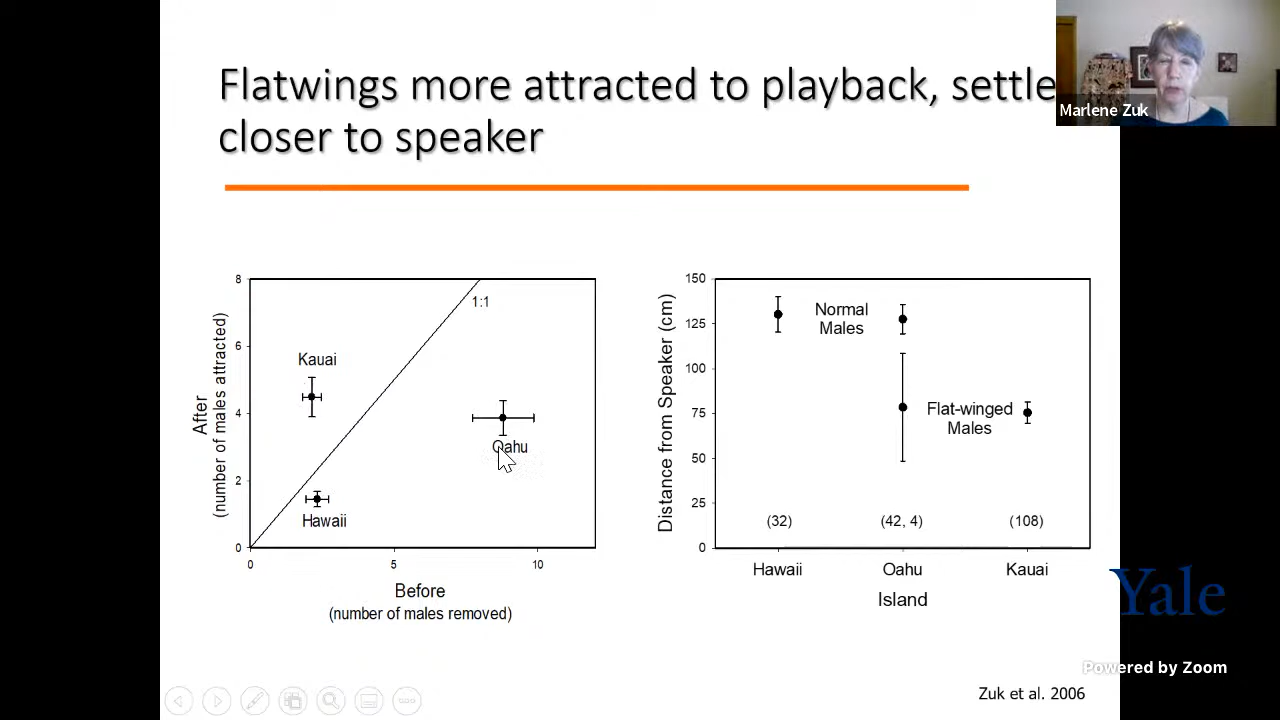 Flatwings more attracted to playback, settle
closer to speaker
Marlene Zuk
8
6
4
2
0
After
(number of males attracted)
1:1
Kauai
Oahu
Hawaii
0
5
10
Before
(number of males removed)
150
125
100
75
50
25
0
Distance from Speaker (cm)
Normal
Males
Flat-winged
Males
(32)
(42, 4)
(108)
Hawaii
Oahu
Kauai
Island
Yale
Powered by Zoom
Zuk et al. 2006